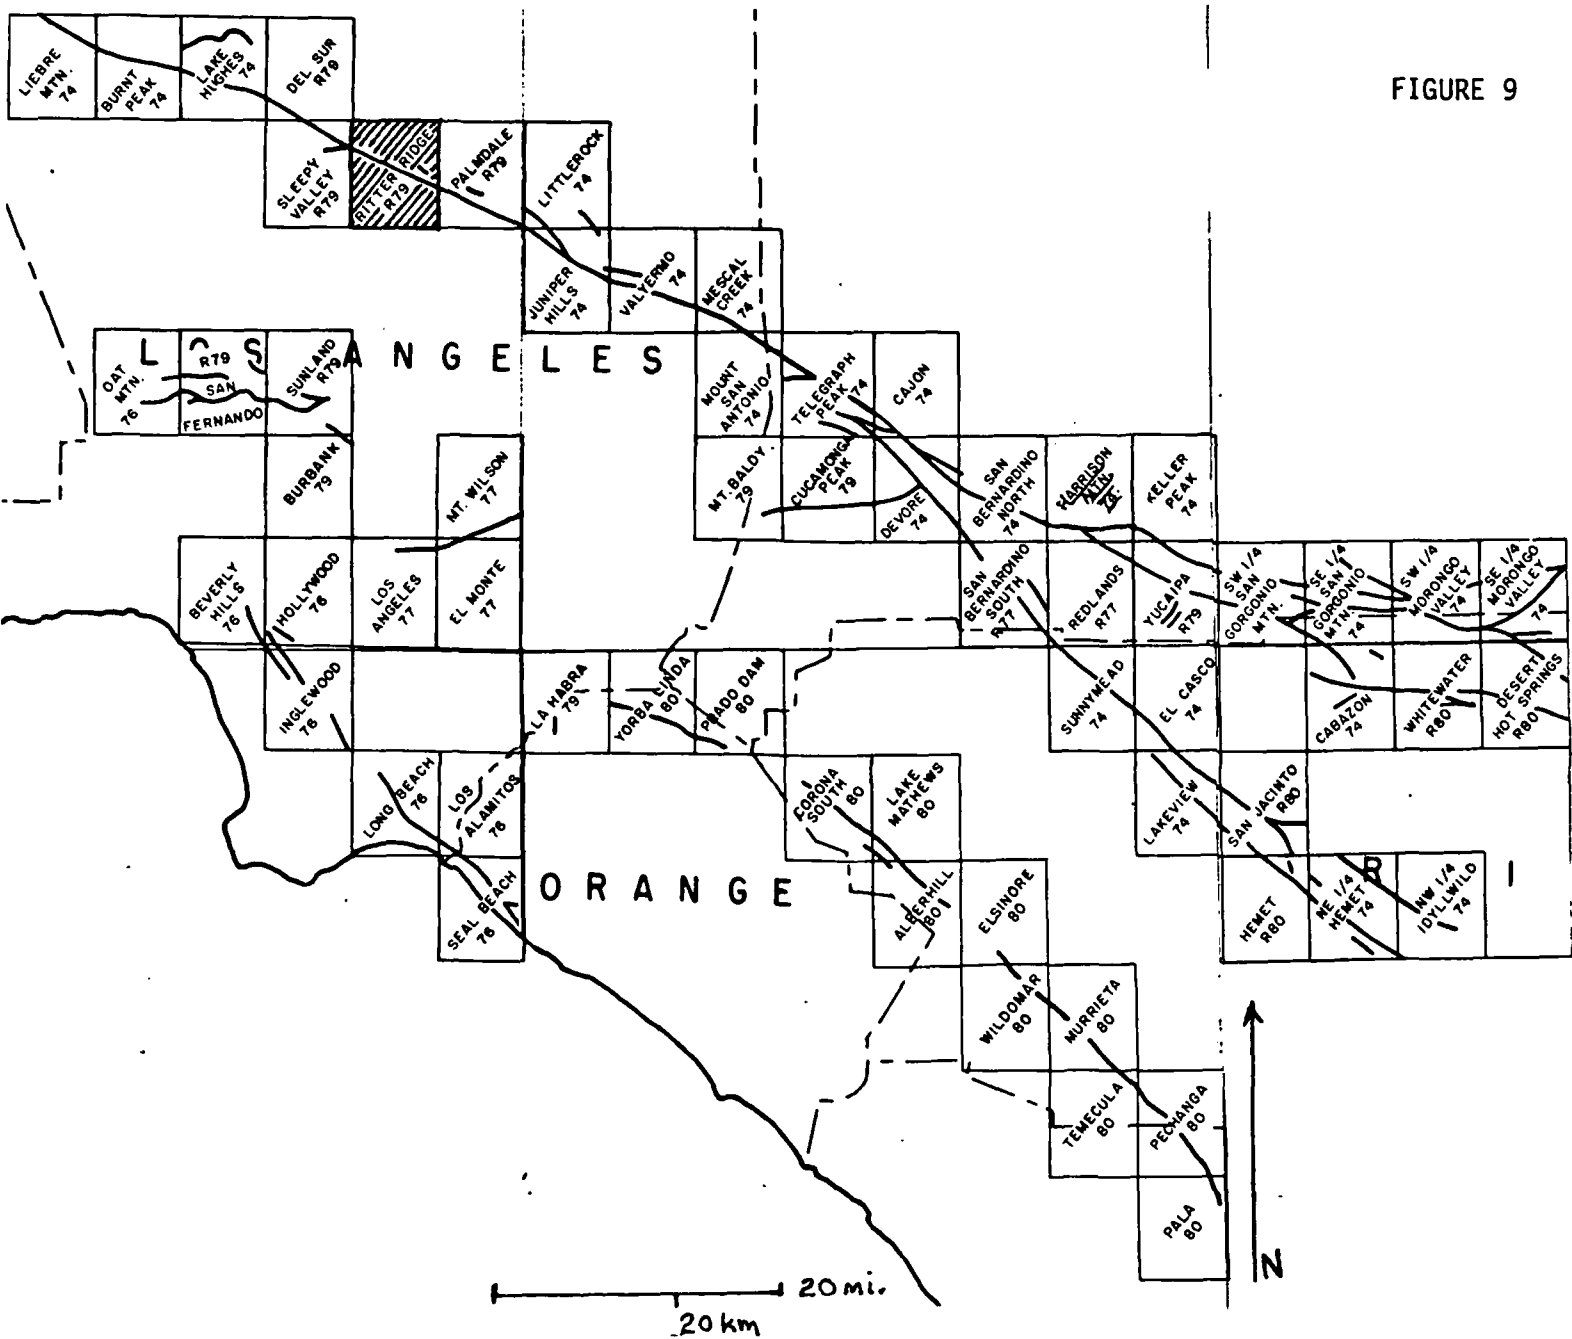 FIGURE 9
LIEBRE
MTN.
74
BURNT
PEAK
74
LAKE
HUGHES
74
DEL SUR
R79
SLEEPY
VALLEY
R79
RITTER RIDGE
R79
PALMDALE
R79
LITTLEROCK
74
JUNIPER
HILLS
74
VALYERMO
74
MESCAL
CREEK
74
LOS ANGELES
OAT
MTN.
76
R79
SAN
FERNANDO
SUNLAND
R79
MOUNT
SAN
ANTONIO
74
TELEGRAPH
PEAK
74
CAJON
74
BURBANK
79
MT. WILSON
77
MT. BALDY
79
CUCAMONGA
PEAK
79
DEVORE
74
SAN
BERNARDINO
NORTH
74
HARRISON
MTN.
74
KELLER
PEAK
74
BEVERLY
HILLS
76
HOLLYWOOD
76
LOS
ANGELES
77
EL MONTE
77
SAN
BERNARDINO
SOUTH
R77
REDLANDS
R77
YUCAIPA
R79
SW 1/4
SAN
GORGONIO
MTN.
SE 1/4
SAN
GORGONIO
MTN.
74
SW 1/4
MORONGO
VALLEY
74
SE 1/4
MORONGO
VALLEY
74
INGLEWOOD
76
LA HABRA
79
YORBA LINDA
80
PRADO DAM
80
SUNNYMEAD
74
EL CASCO
74
CABAZON
74
WHITEWATER
R80
DESERT
HOT SPRINGS
R80
LONG BEACH
76
LOS
ALAMITOS
76
CORONA
SOUTH
80
LAKE
MATHEWS
80
LAKEVIEW
74
SAN JACINTO
R80
SEAL BEACH
76
ORANGE
ALBERHILL
80
ELSINORE
80
HEMET
R80
NE 1/4
HEMET
74
NW 1/4
IDYLLWILD
74
R I
WILDOMAR
80
MURRIETA
80
TEMECULA
80
PECHANGA
80
PALA
80
N
20 mi.
20 km